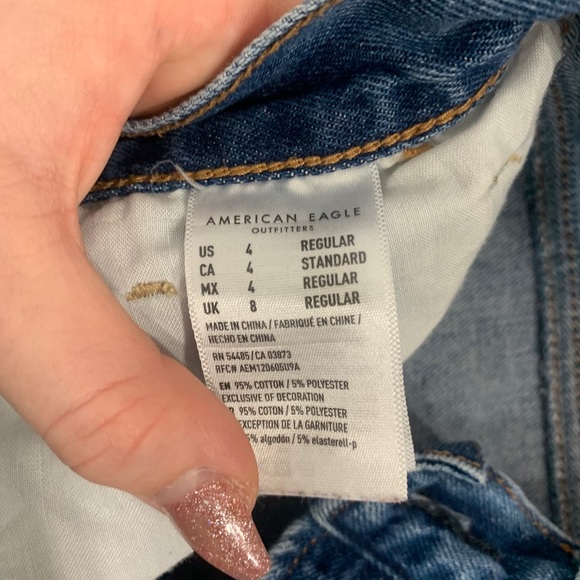 AMERICAN EAGLE
OUTFITTERS
US 4 REGULAR
CA 4 STANDARD
MX 4 REGULAR
UK 8 REGULAR
MADE IN CHINA / FABRIQUÉ EN CHINE /
HECHO EN CHINA
RN 54485/CA 03873
RFC# AEM120605U9A
EN 95% COTTON / 5% POLYESTER
EXCLUSIVE OF DECORATION
95% COTON / 5% POLYESTER
EXCEPTION DE LA GARNITURE
5% algodón / 5% elasterell-p